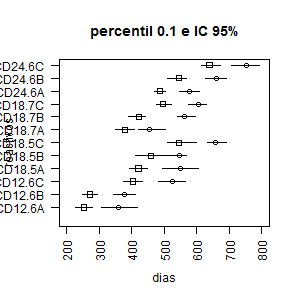 percentil 0.1 e IC 95%
CD24.6C
CD24.6B
CD24.6A
CD18.7C
CD18.7B
CD18.7A
CD18.5C
CD18.5B
CD18.5A
CD12.6C
CD12.6B
CD12.6A
200
300
400
500
600
700
800
dias